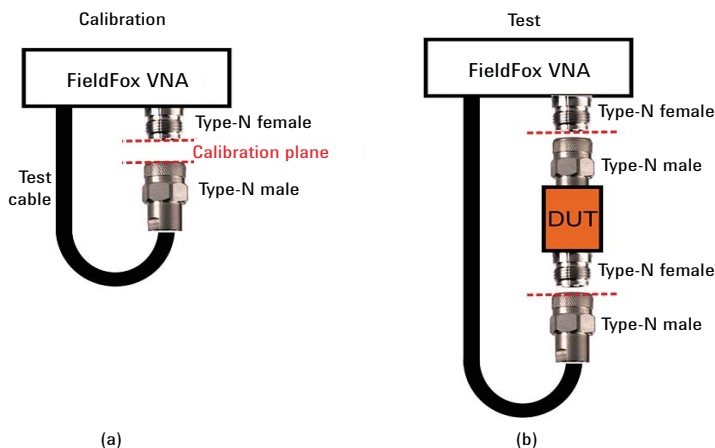 Calibration
FieldFox VNA
Type-N female
Calibration plane
Test
cable
Type-N male
(a)
Test
FieldFox VNA
Type-N female
Type-N male
DUT
Type-N female
Type-N male
(b)